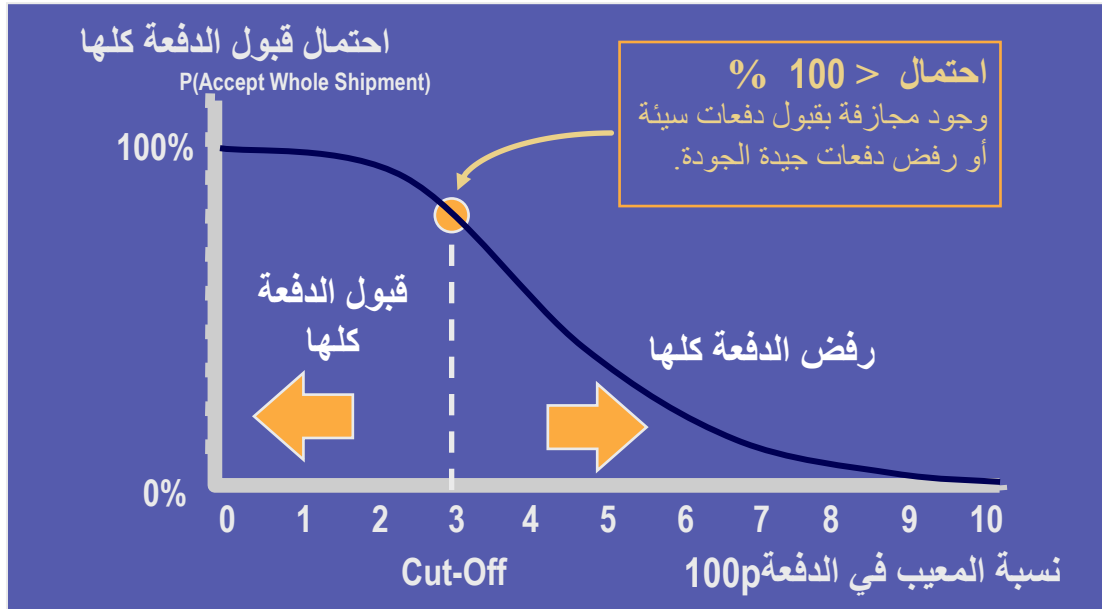 احتمال قبول الدفعة كلها
P(Accept Whole Shipment)
احتمال < 100 %
وجود مجازفة بقبول دفعات سيئة
أو رفض دفعات جيدة الجودة.
100%
قبول الدفعة
كلها
رفض الدفعة كلها
0%
0 1 2 3 4 5 6 7 8 9 10
Cut-Off
نسبة المعيب في الدفعة100p